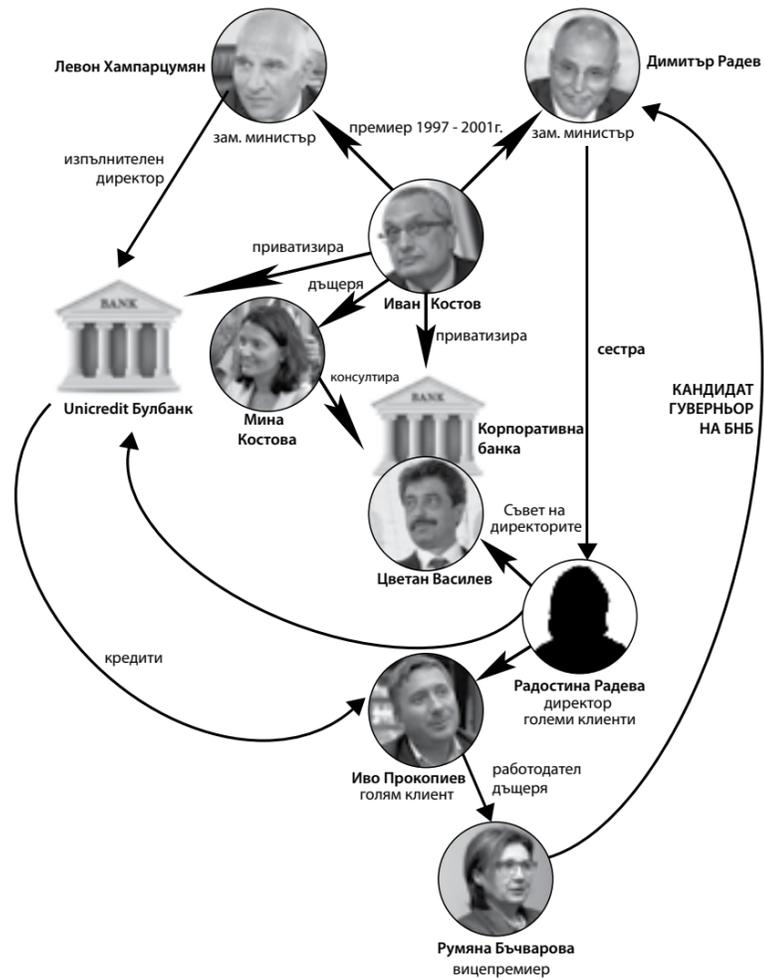 Левон Хампарцумян
зам. министър
премиер 1997 - 2001г.
Димитър Радев
зам. министър
изпълнителен
директор
приватизира
дъщеря
Иван Костов
приватизира
BANK
Unicredit Булбанк
консултира
Мина
Костова
BANK
Корпоративна
банка
сестра
КАНДИДАТ
ГУВЕРНЬОР
НА БНБ
Съвет на
директорите
Цветан Василев
кредити
Радостина Радева
директор
големи клиенти
Иво Прокопиев
голям клиент
работодател
дъщеря
Румяна Бъчварова
вицепремиер